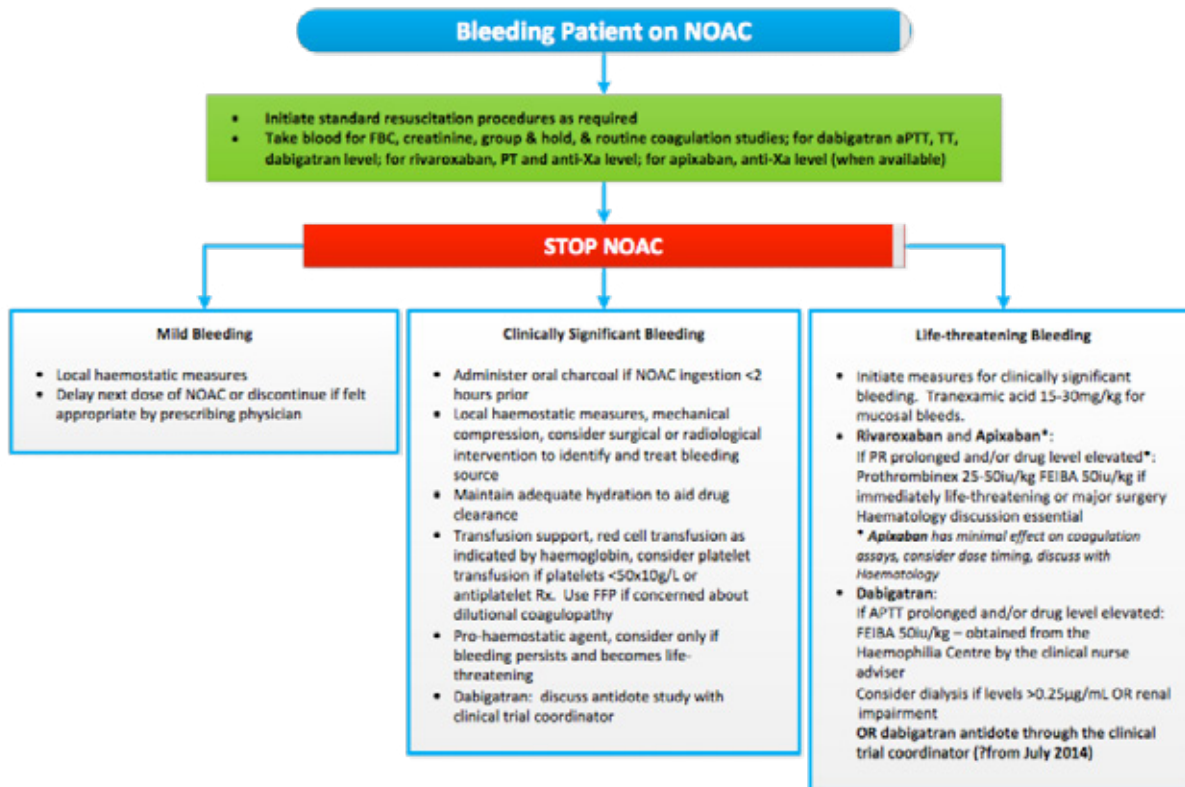 Bleeding Patient on NOAC
• Initiate standard resuscitation procedures as required
• Take blood for FBC, creatinine, group & hold, & routine coagulation studies; for dabigatran aPTT, TT,
dabigatran level; for rivaroxaban, PT and anti-Xa level; for apixaban, anti-Xa level (when available)
STOP NOAC
Mild Bleeding
• Local haemostatic measures
• Delay next dose of NOAC or discontinue if felt
appropriate by prescribing physician
Clinically Significant Bleeding
• Administer oral charcoal if NOAC ingestion <2
hours prior
• Local haemostatic measures, mechanical
compression, consider surgical or radiological
intervention to identify and treat bleeding
source
• Maintain adequate hydration to aid drug
clearance
• Transfusion support, red cell transfusion as
indicated by haemoglobin, consider platelet
transfusion if platelets <50x10g/L or
antiplatelet Rx. Use FFP if concerned about
dilutional coagulopathy
• Pro-haemostatic agent, consider only if
bleeding persists and becomes life-
threatening
• Dabigatran: discuss antidote study with
clinical trial coordinator
Life-threatening Bleeding
• Initiate measures for clinically significant
bleeding. Tranexamic acid 15-30mg/kg for
mucosal bleeds.
• Rivaroxaban and Apixaban*:
If PR prolonged and/or drug level elevated*:
Prothrombinex 25-50iu/kg FEIBA 50iu/kg if
immediately life-threatening or major surgery
Haematology discussion essential
* Apixaban has minimal effect on coagulation
assays, consider dose timing, discuss with
Haematology
• Dabigatran:
If APTT prolonged and/or drug level elevated:
FEIBA 50iu/kg – obtained from the
Haemophilia Centre by the clinical nurse
adviser
Consider dialysis if levels >0.25µg/mL OR renal
impairment
OR dabigatran antidote through the clinical
trial coordinator (?from July 2014)